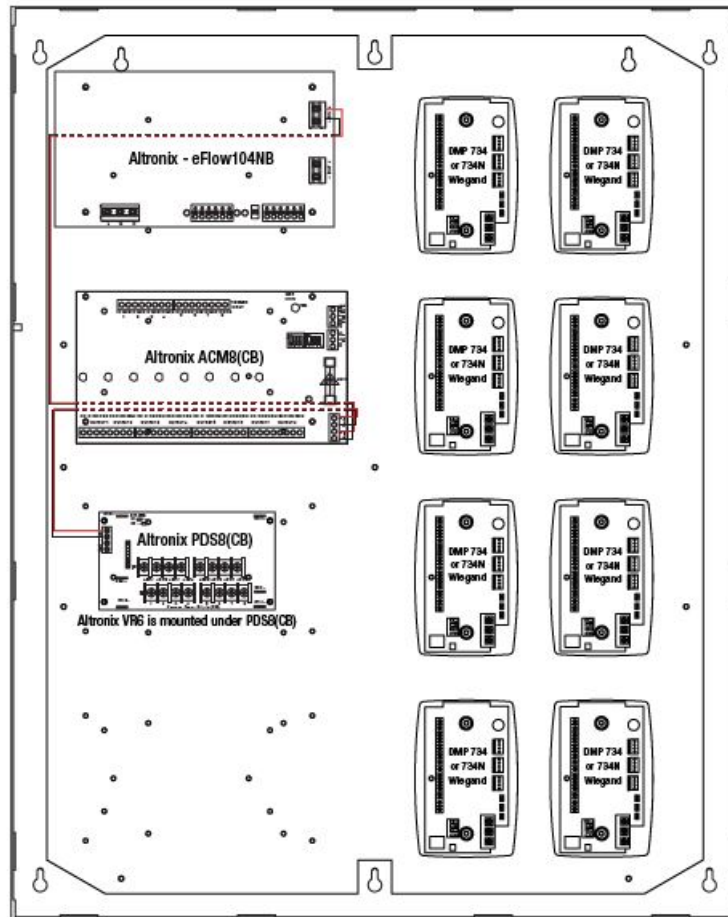 Altronix - eFlow104NB
Altronix ACM8(CB)
Altronix PDS8(CB)
Altronix VR6 is mounted under PDS8(CB)
DMP 734
or 734N
Wiegand
DMP 734
or 734N
Wiegand
DMP 734
or 734N
Wiegand
DMP 734
or 734N
Wiegand
DMP 734
or 734N
Wiegand
DMP 734
or 734N
Wiegand
DMP 734
or 734N
Wiegand
DMP 734
or 734N
Wiegand